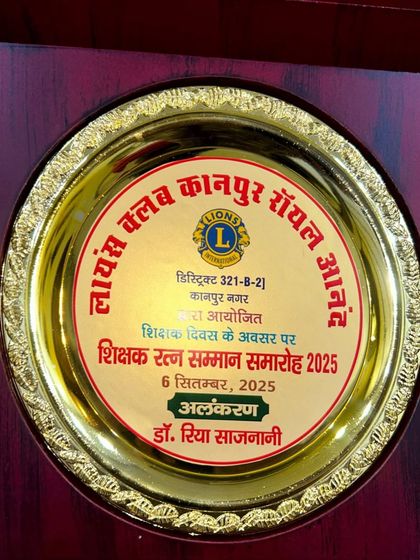 लायंस क्लब कानपुर रॉयल आनंद
LIONS
L
INTERNATIONAL
डिस्ट्रिक्ट 321-B-2]
कानपुर नगर
द्वारा आयोजित
शिक्षक दिवस के अवसर पर
शिक्षक रत्न सम्मान समारोह 2025
6 सितम्बर, 2025
अलंकरण
डॉ. रिया साजनानी